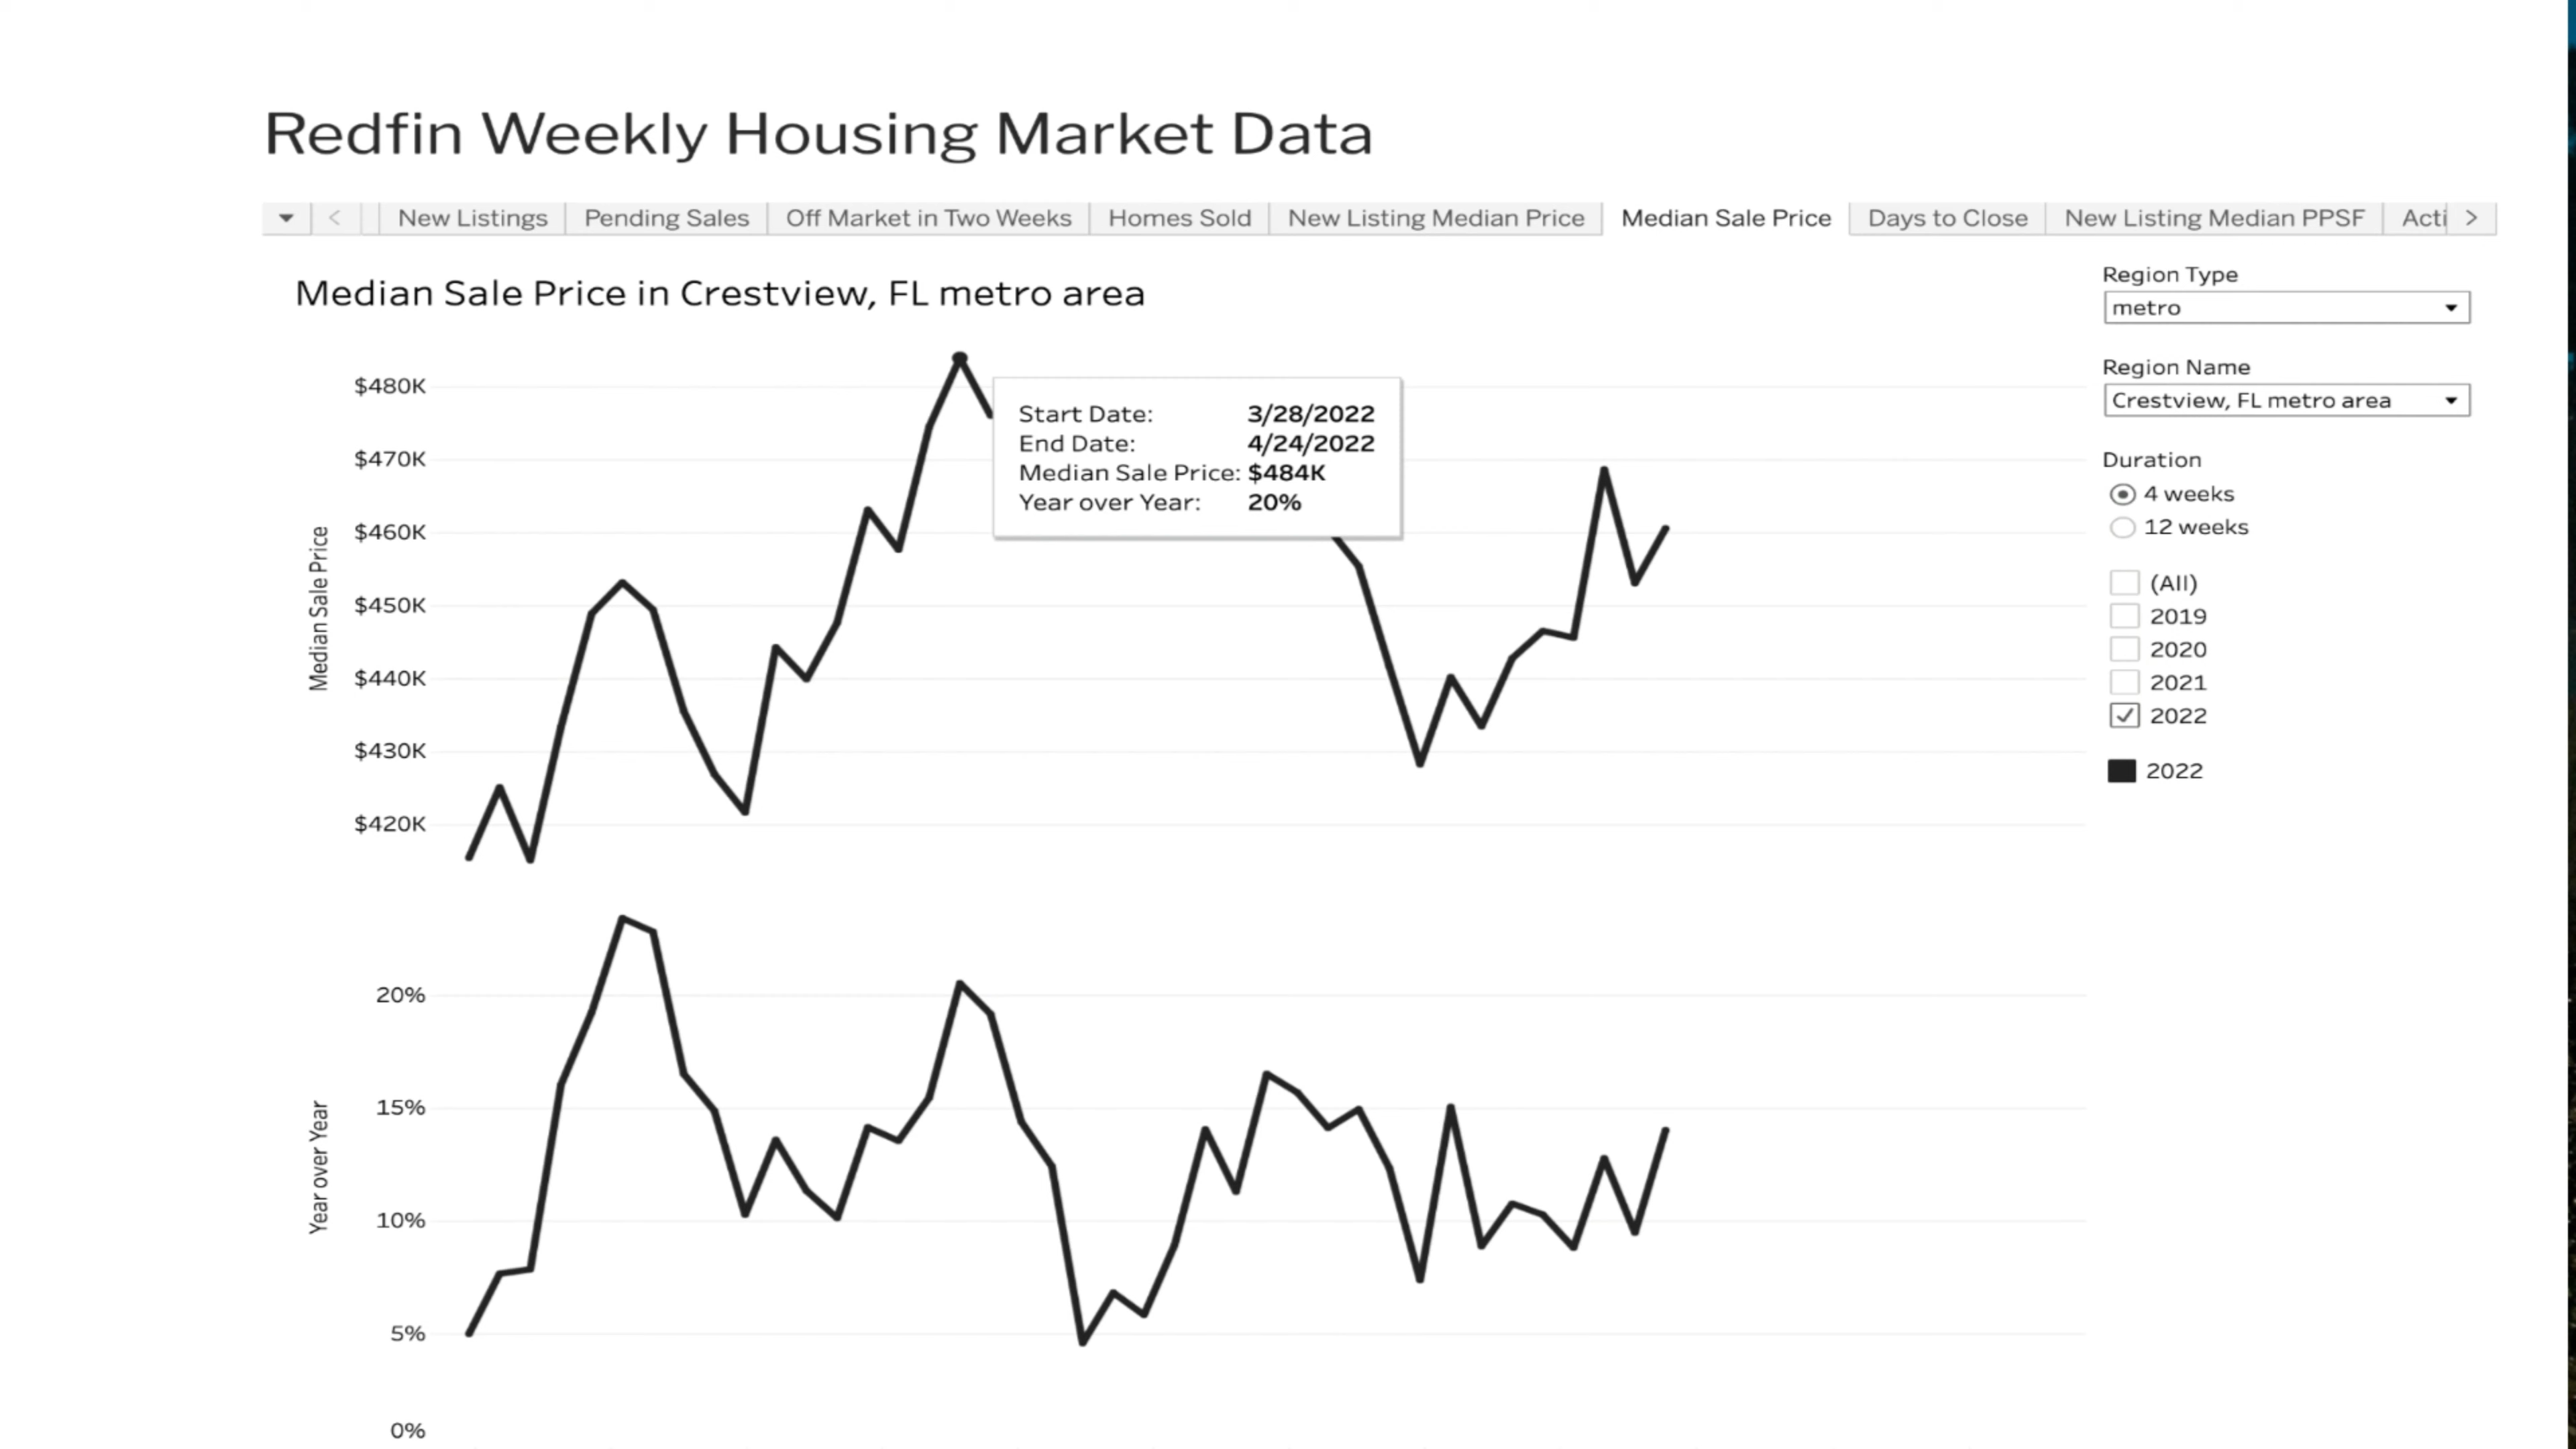 Redfin Weekly Housing Market Data
New Listings Pending Sales Off Market in Two Weeks Homes Sold New Listing Median Price Median Sale Price Days to Close New Listing Median PPSF Acti
Median Sale Price in Crestview, FL metro area
Region Type
metro
Region Name
Crestview, FL metro area
Duration
4 weeks
12 weeks
(All)
2019
2020
2021
2022
2022
Median Sale Price
$480K
$470K
$460K
$450K
$440K
$430K
$420K
Start Date: 3/28/2022
End Date: 4/24/2022
Median Sale Price: $484K
Year over Year: 20%
Year over Year
20%
15%
10%
5%
0%